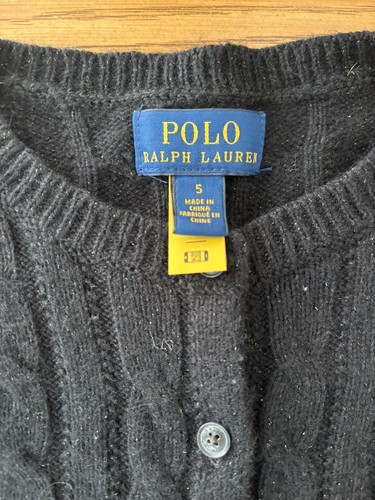 POLO
RALPH LAUREN
5
MADE IN
CHINA
FABRIQUÉ EN
CHINE